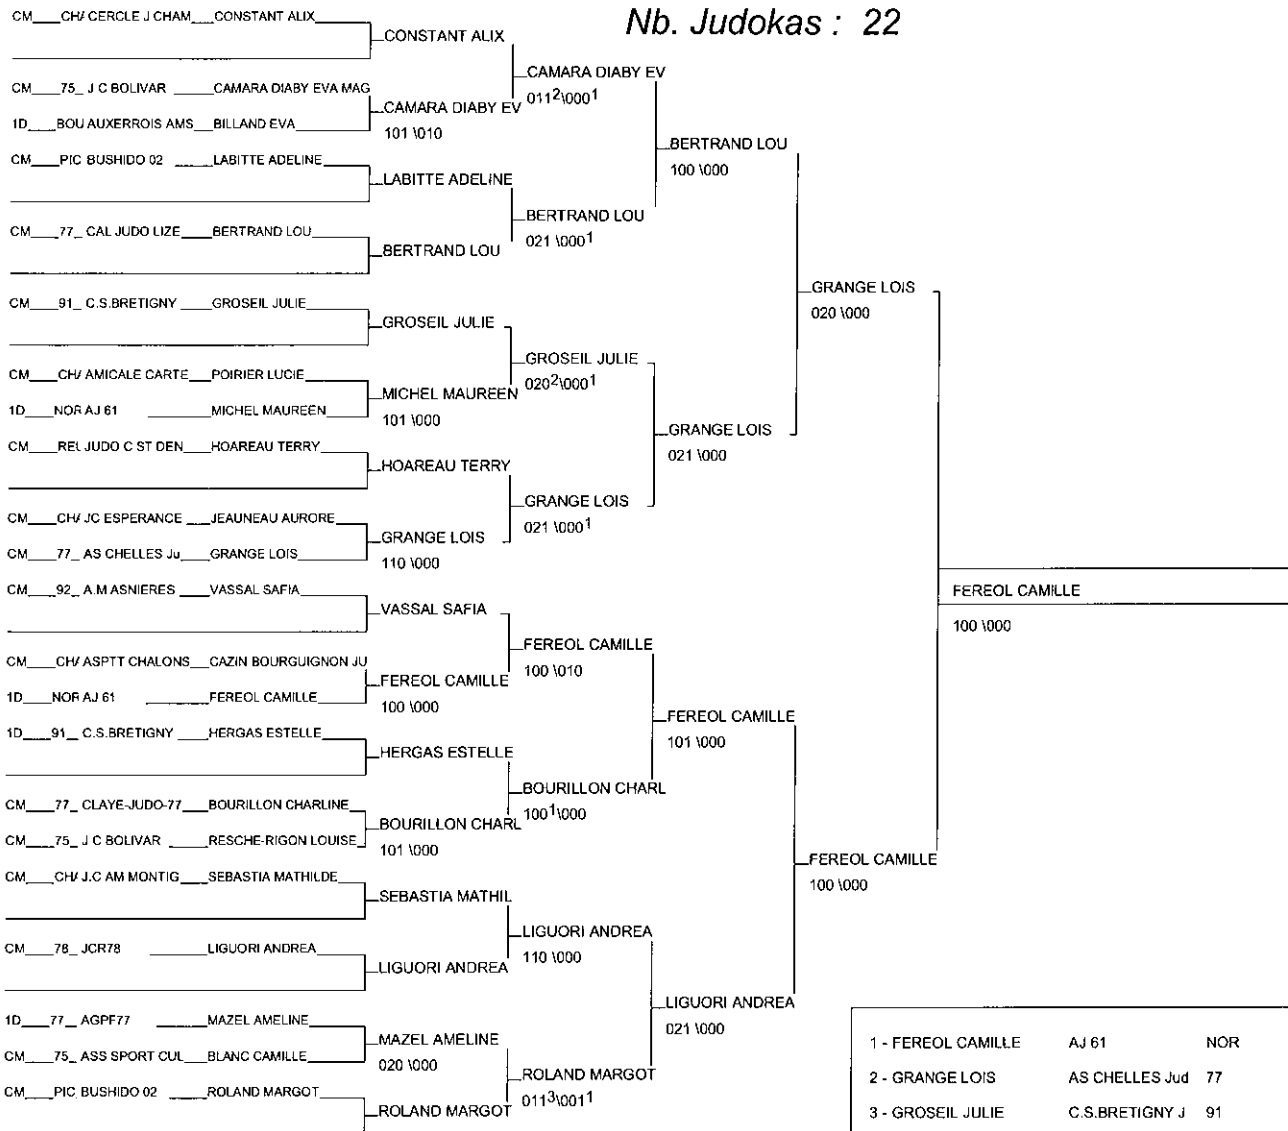 Nb. Judokas : 22
CM CH/ CERCLE J CHAM CONSTANT ALIX
CONSTANT ALIX
CAMARA DIABY EV
011²\000¹
CM 75_ J C BOLIVAR CAMARA DIABY EVA MAG
CAMARA DIABY EV
101 \010
1D BOU AUXERROIS AMS BILLAND EVA
BERTRAND LOU
100 \000
CM PIC BUSHIDO 02 LABITTE ADELINE
LABITTE ADELINE
BERTRAND LOU
021 \000¹
CM 77_ CAL JUDO LIZE BERTRAND LOU
BERTRAND LOU
GRANGE LOIS
020 \000
CM 91_ C.S.BRETIGNY GROSEIL JULIE
GROSEIL JULIE
GROSEIL JULIE
020²\000¹
CM CH/ AMICALE CARTE POIRIER LUCIE
MICHEL MAUREEN
101 \000
1D NOR AJ 61 MICHEL MAUREEN
GRANGE LOIS
021 \000
CM REU JUDO C ST DEN HOAREAU TERRY
HOAREAU TERRY
GRANGE LOIS
021 \000¹
CM CH/ JC ESPERANCE JEAUNEAU AURORE
GRANGE LOIS
110 \000
CM 77_ AS CHELLES Ju GRANGE LOIS
FEREOL CAMILLE
100 \000
CM 92_ A.M ASNIERES VASSAL SAFIA
VASSAL SAFIA
FEREOL CAMILLE
100 \010
CM CH/ ASPTT CHALONS CAZIN BOURGUIGNON JU
FEREOL CAMILLE
100 \000
1D NOR AJ 61 FEREOL CAMILLE
FEREOL CAMILLE
101 \000
1D 91_ C.S.BRETIGNY HERGAS ESTELLE
HERGAS ESTELLE
BOURILLON CHARL
100¹\000
CM 77_ CLAYE-JUDO-77 BOURILLON CHARLINE
BOURILLON CHARL
101 \000
CM 75_ J C BOLIVAR RESCHE-RIGON LOUISE
FEREOL CAMILLE
100 \000
CM CH/ J.C AM MONTIG SEBASTIA MATHILDE
SEBASTIA MATHIL
LIGUORI ANDREA
110 \000
CM 78_ JCR78 LIGUORI ANDREA
LIGUORI ANDREA
LIGUORI ANDREA
021 \000
1D 77_ AGPF77 MAZEL AMELINE
MAZEL AMELINE
020 \000
CM 75_ ASS SPORT CUL BLANC CAMILLE
ROLAND MARGOT
011³\001¹
CM PIC BUSHIDO 02 ROLAND MARGOT
ROLAND MARGOT
1 - FEREOL CAMILLE AJ 61 NOR
2 - GRANGE LOIS AS CHELLES Jud 77
3 - GROSEIL JULIE C.S.BRETIGNY J 91